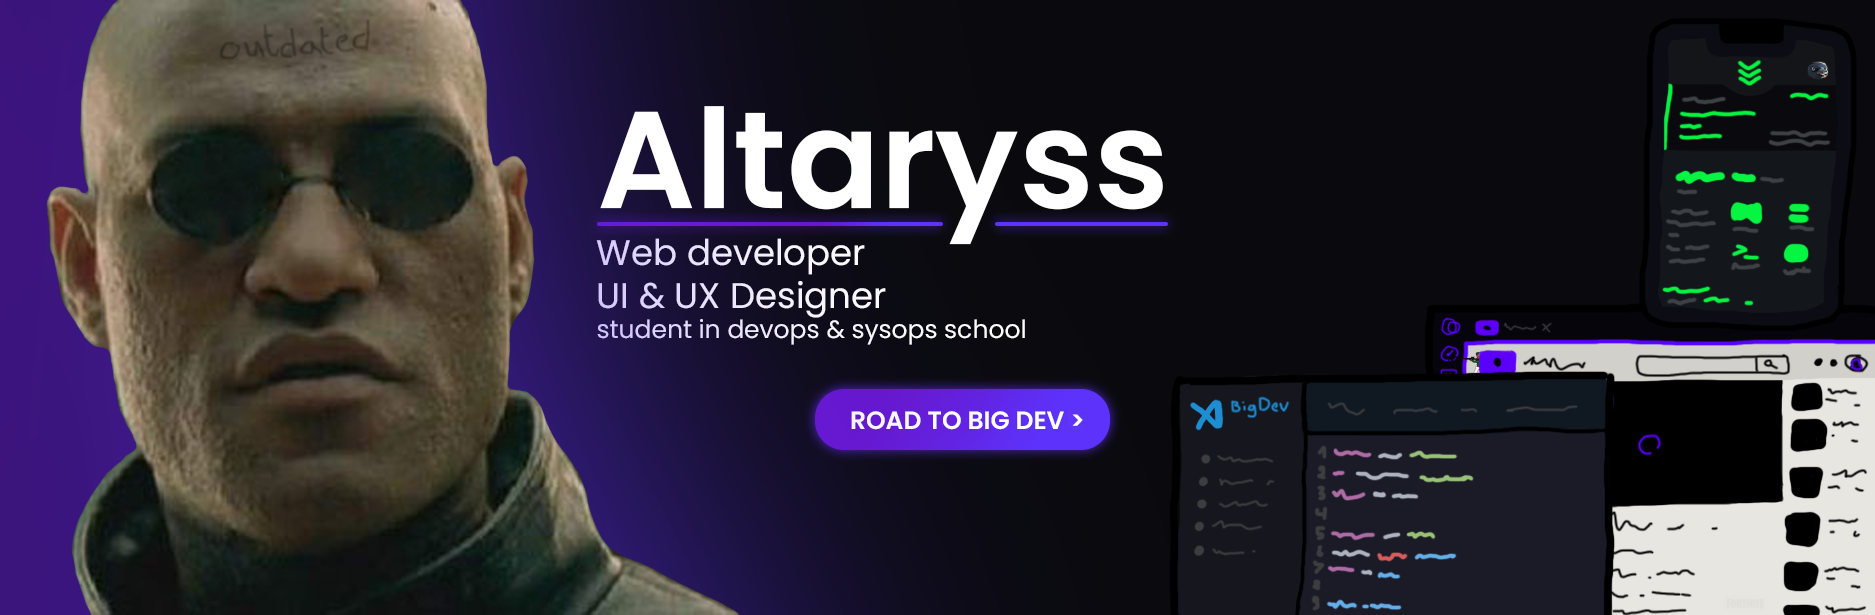 outdated
Altaryss
Web developer
UI & UX Designer
student in devops & sysops school
ROAD TO BIG DEV >
BigDev
1
2
3
4
5
6
7
8
9